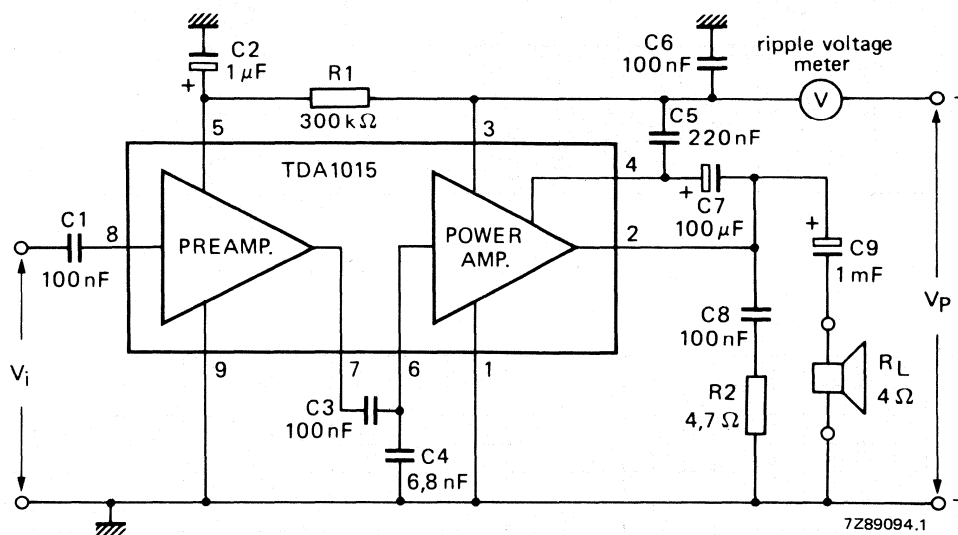 C2
1 μF
+
R1
300 kΩ
C6
100 nF
ripple voltage
meter
V
5
3
C5
220 nF
TDA1015
4
+
C7
100 μF
C1
8
100 nF
PREAMP.
POWER
AMP.
2
+
C9
1 mF
Vi
VP
C8
100 nF
9
7
6
1
C3
100 nF
R2
4,7 Ω
RL
4 Ω
C4
6,8 nF
7Z89094.1